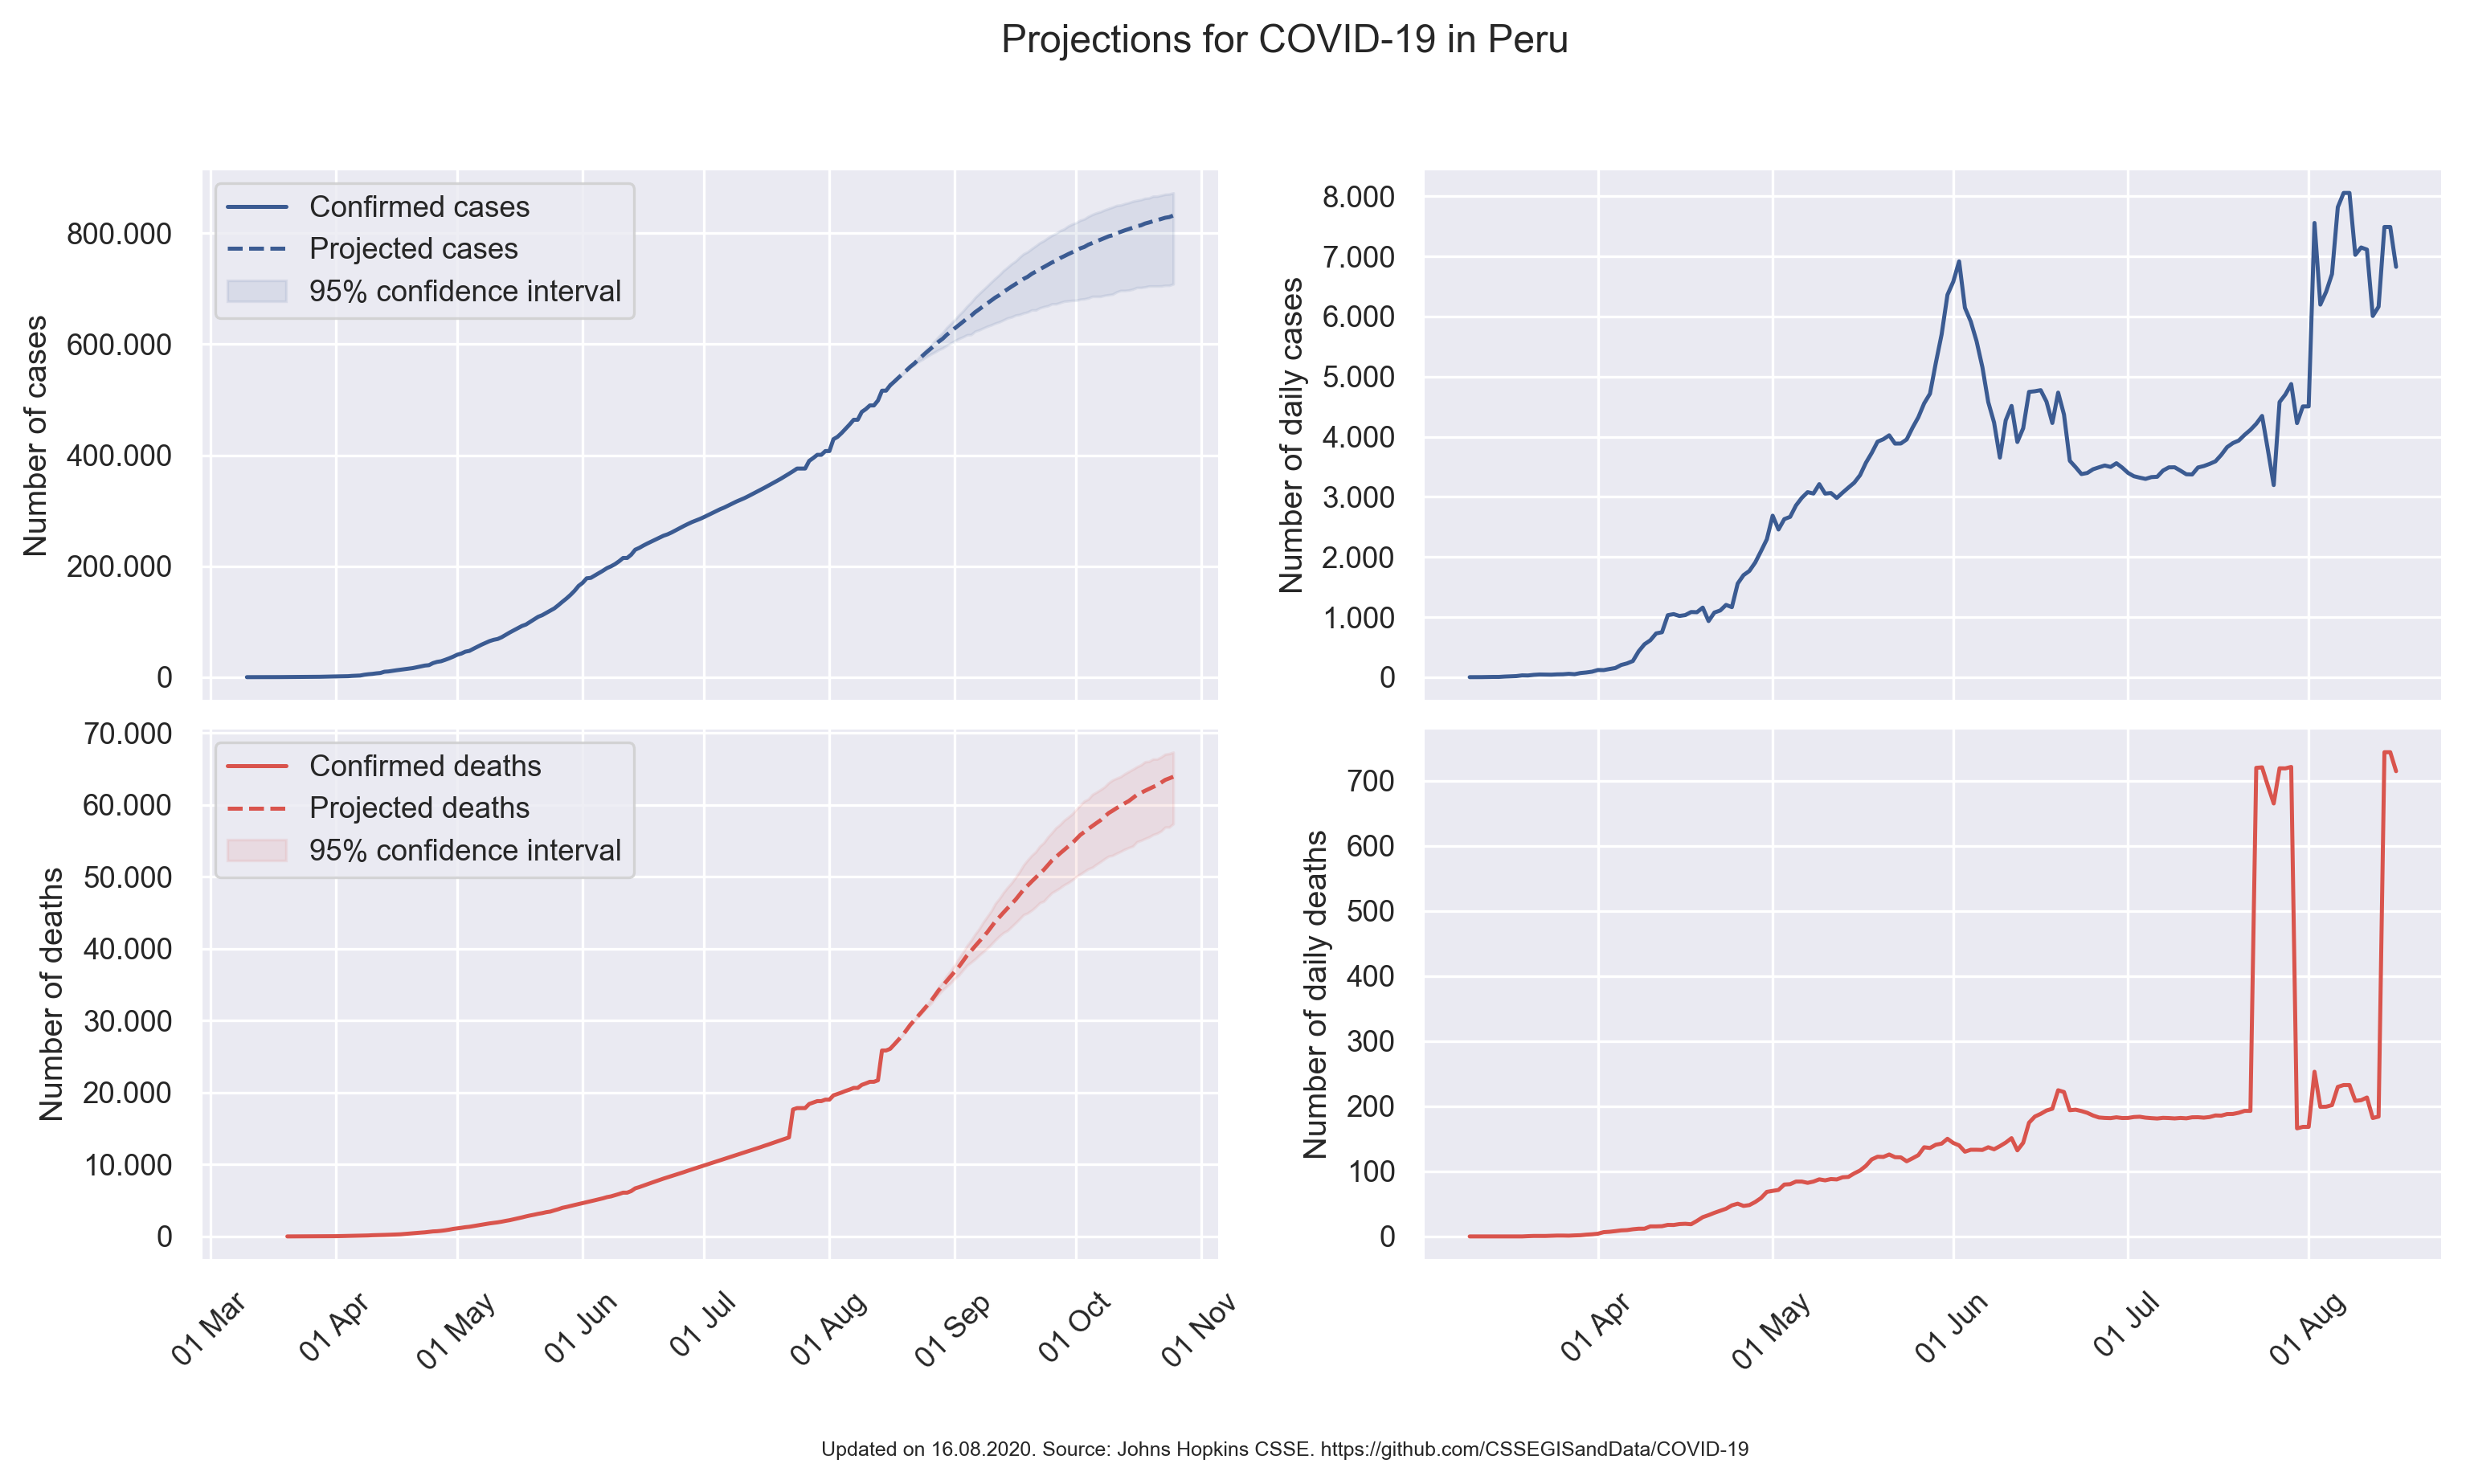 Projections for COVID-19 in Peru
Confirmed cases
Projected cases
95% confidence interval
Number of cases
800.000
600.000
400.000
200.000
0
Number of daily cases
8.000
7.000
6.000
5.000
4.000
3.000
2.000
1.000
0
Confirmed deaths
Projected deaths
95% confidence interval
Number of deaths
70.000
60.000
50.000
40.000
30.000
20.000
10.000
0
01 Mar
01 Apr
01 May
01 Jun
01 Jul
01 Aug
01 Sep
01 Oct
01 Nov
Number of daily deaths
700
600
500
400
300
200
100
0
01 Apr
01 May
01 Jun
01 Jul
01 Aug
Updated on 16.08.2020. Source: Johns Hopkins CSSE. https://github.com/CSSEGISandData/COVID-19